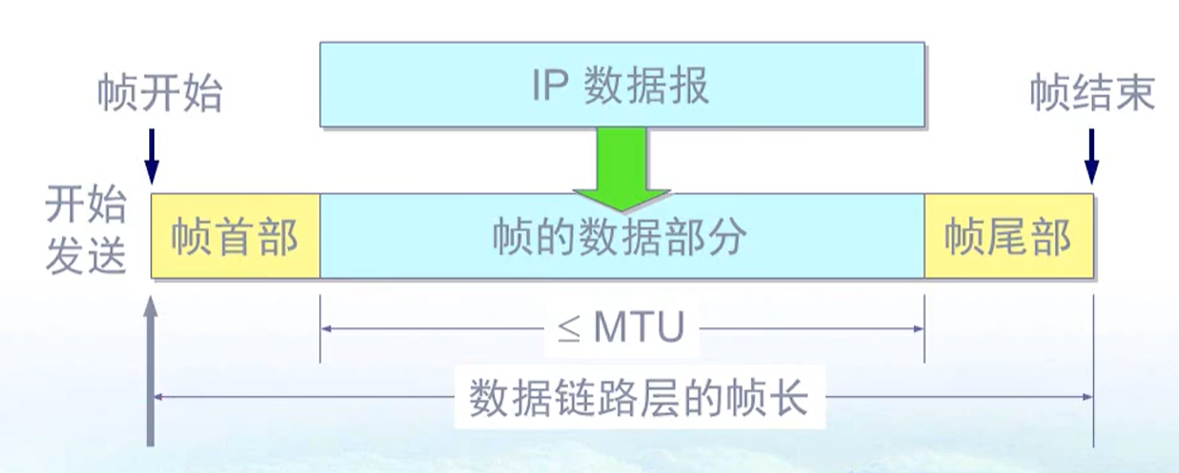 IP 数据报
帧开始
帧结束
开始
发送
帧首部
帧的数据部分
帧尾部
≤ MTU
数据链路层的帧长